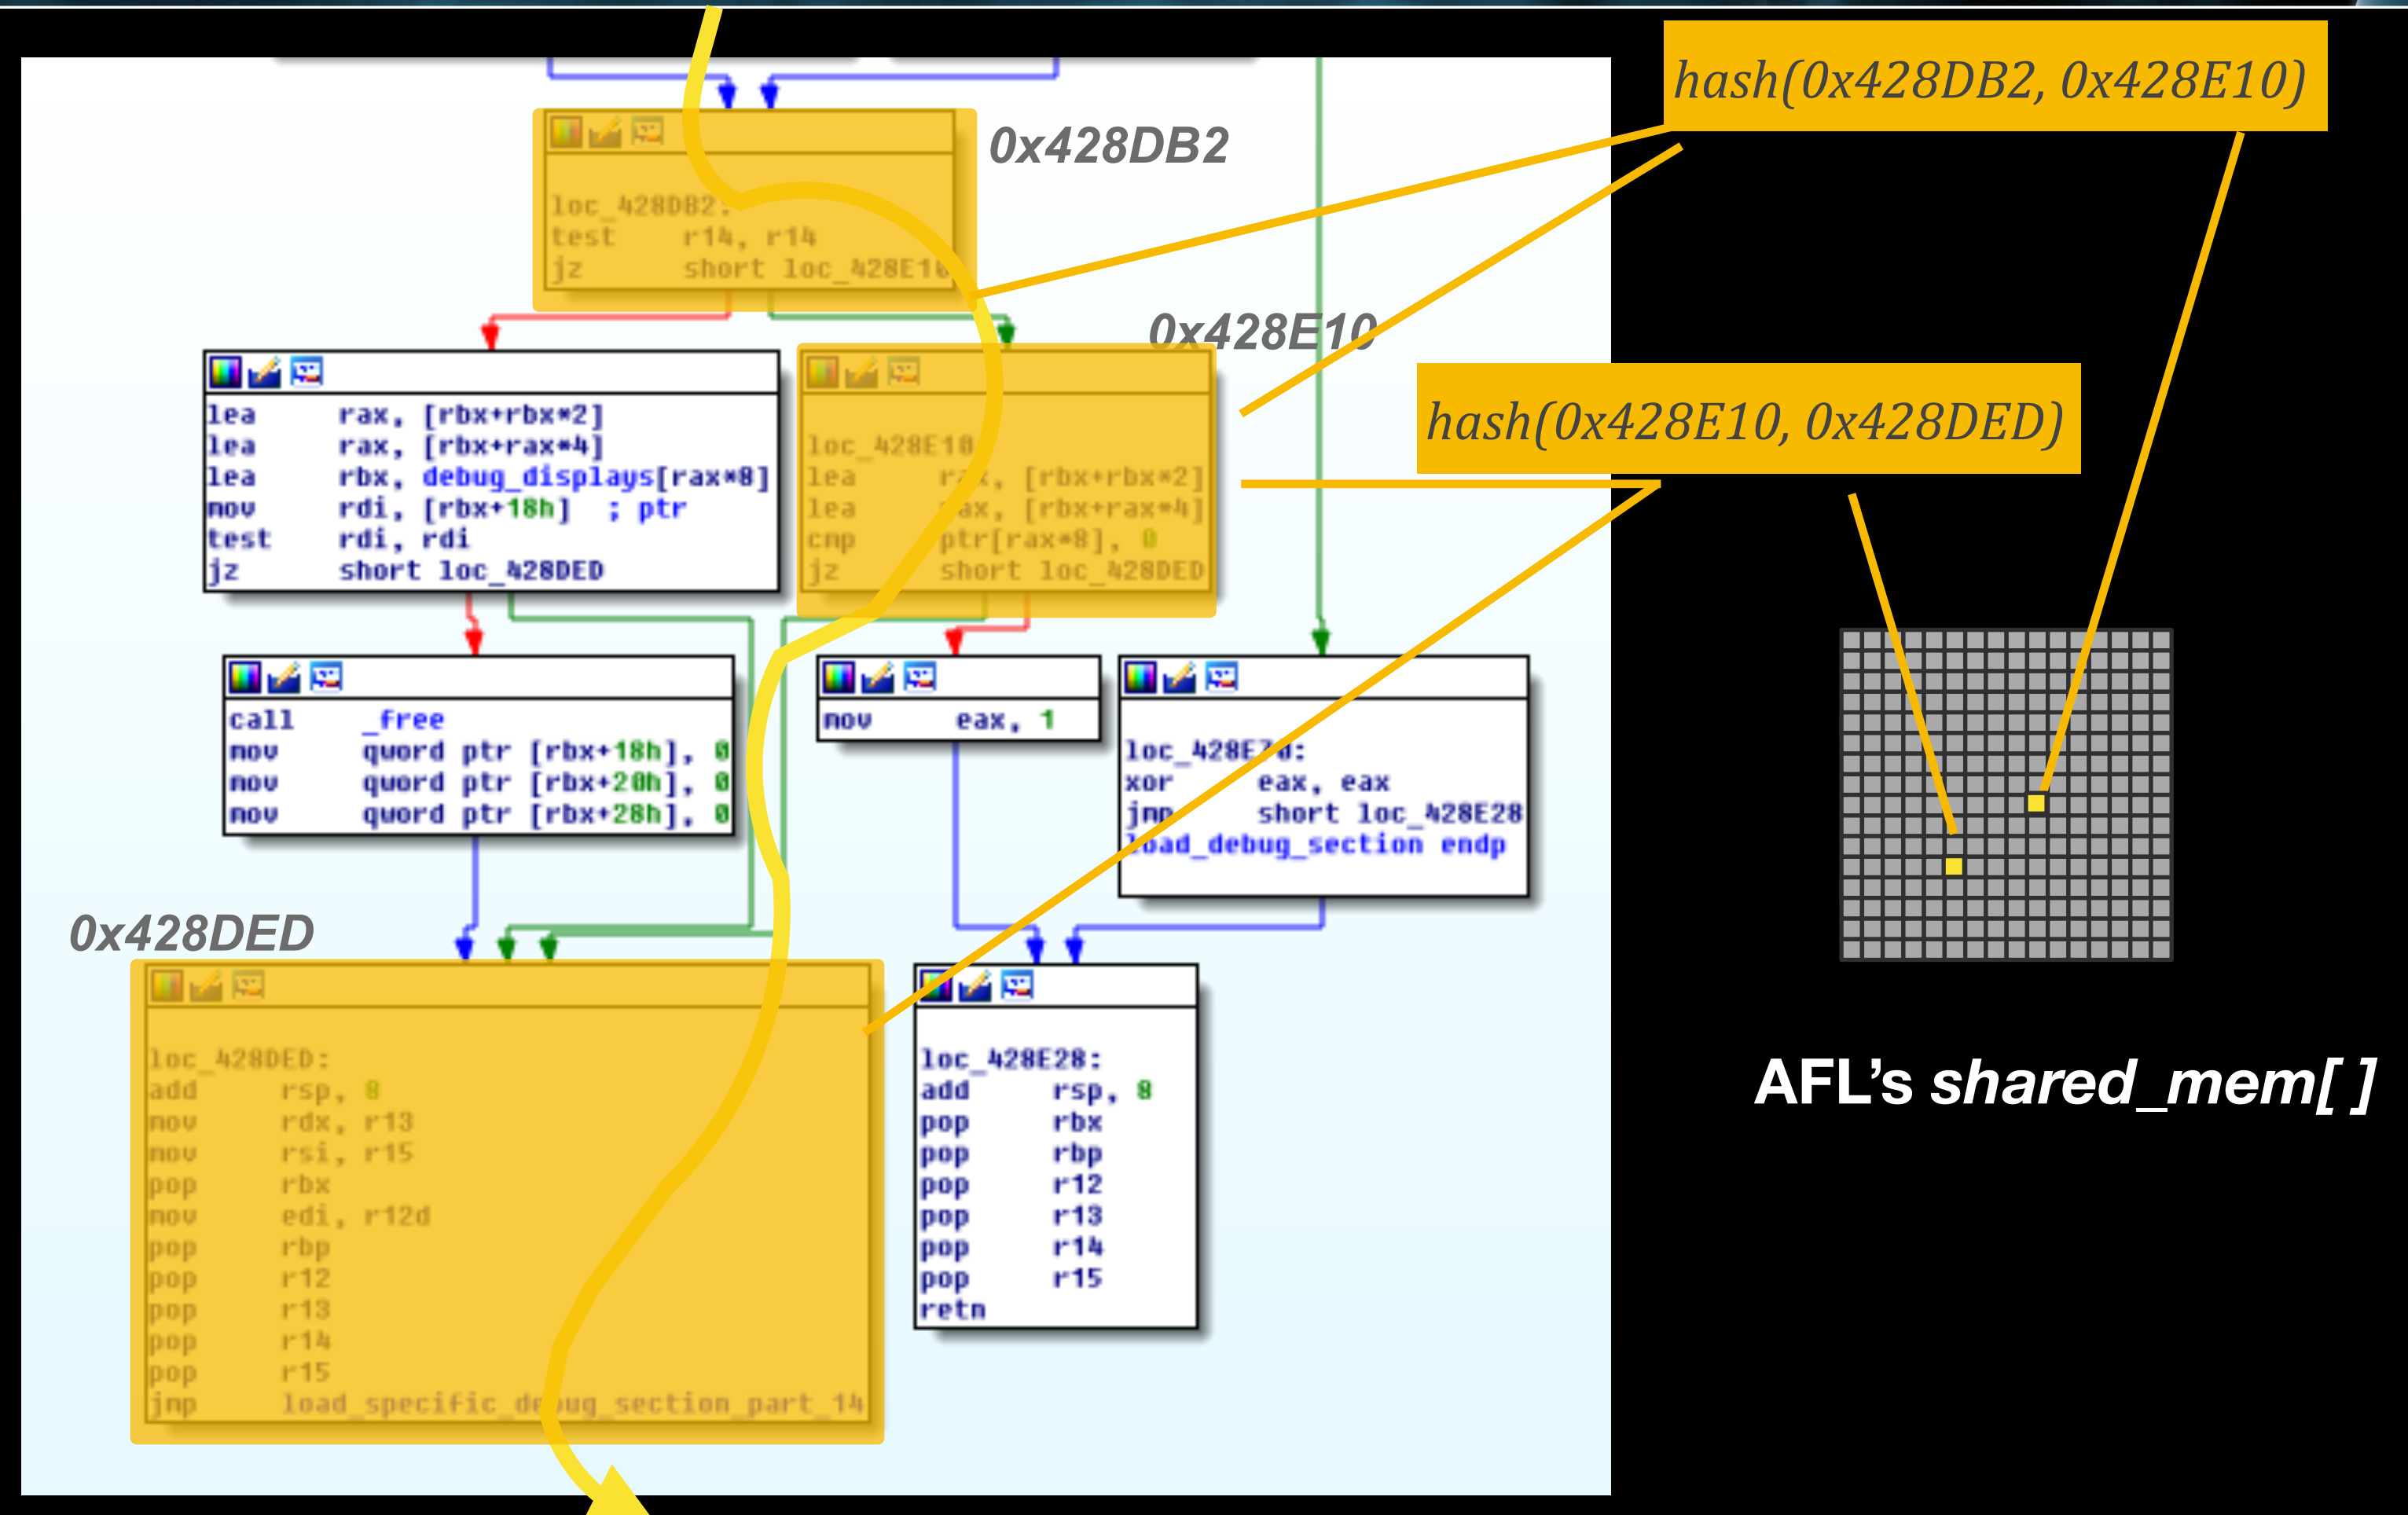 hash(0x428DB2, 0x428E10)
0x428DB2
loc_428DB2:
test r14, r14
jz short loc_428E10
0x428E10
lea rax, [rbx+rbx*2]
lea rax, [rbx+rax*4]
lea rbx, debug_displays[rax*8]
mov rdi, [rbx+18h] ; ptr
test rdi, rdi
jz short loc_428DED
loc_428E10
lea rax, [rbx+rbx*2]
lea rax, [rbx+rax*4]
cmp ptr[rax*8], 0
jz short loc_428DED
hash(0x428E10, 0x428DED)
call _free
mov qword ptr [rbx+18h], 0
mov qword ptr [rbx+20h], 0
mov qword ptr [rbx+28h], 0
mov eax, 1
loc_428E70:
xor eax, eax
jmp short loc_428E28
load_debug_section endp
0x428DED
loc_428DED:
add rsp, 8
mov rdx, r13
mov rsi, r15
pop rbx
mov edi, r12d
pop rbp
pop r12
pop r13
pop r14
pop r15
jmp load_specific_debug_section_part_14
loc_428E28:
add rsp, 8
pop rbx
pop rbp
pop r12
pop r13
pop r14
pop r15
retn
AFL’s shared_mem[ ]